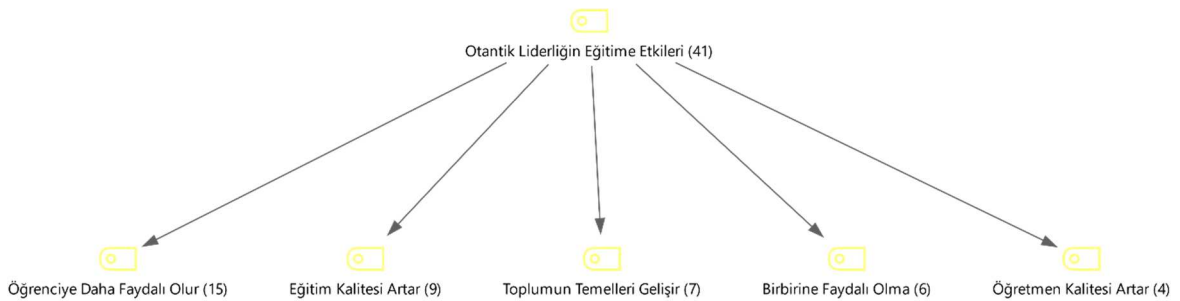 Otantik Liderliğin Eğitime Etkileri (41)
Öğrenciye Daha Faydalı Olur (15)
Eğitim Kalitesi Artar (9)
Toplumun Temelleri Gelişir (7)
Birbirine Faydalı Olma (6)
Öğretmen Kalitesi Artar (4)